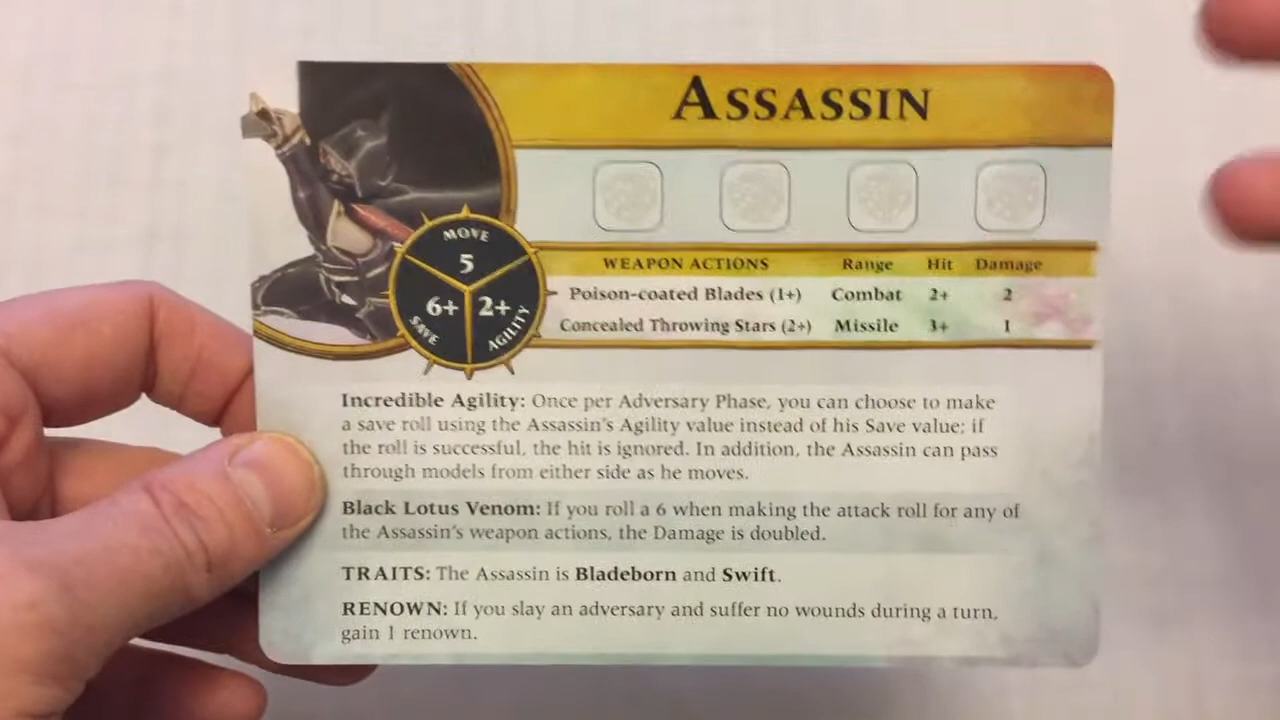 ASSASSIN
MOVE
5
6+ 2+
SAVE AGILITY
WEAPON ACTIONS Range Hit Damage
Poison-coated Blades (1+) Combat 2+ 2
Concealed Throwing Stars (2+) Missile 3+ 1
Incredible Agility: Once per Adversary Phase, you can choose to make
a save roll using the Assassin's Agility value instead of his Save value; if
the roll is successful, the hit is ignored. In addition, the Assassin can pass
through models from either side as he moves.
Black Lotus Venom: If you roll a 6 when making the attack roll for any of
the Assassin's weapon actions, the Damage is doubled.
TRAITS: The Assassin is Bladeborn and Swift.
RENOWN: If you slay an adversary and suffer no wounds during a turn,
gain 1 renown.